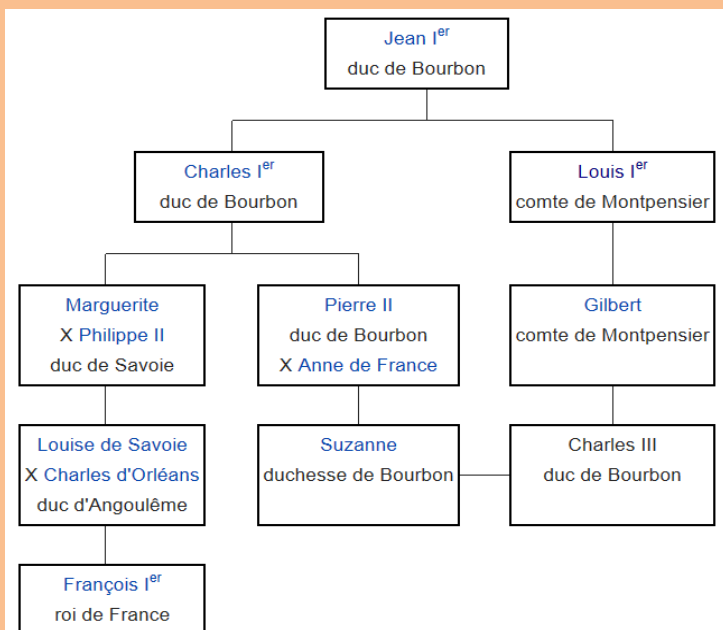 Jean Ier
duc de Bourbon
Charles Ier
duc de Bourbon
Louis Ier
comte de Montpensier
Marguerite
X Philippe II
duc de Savoie
Pierre II
duc de Bourbon
X Anne de France
Gilbert
comte de Montpensier
Louise de Savoie
X Charles d'Orléans
duc d'Angoulême
Suzanne
duchesse de Bourbon
Charles III
duc de Bourbon
François Ier
roi de France